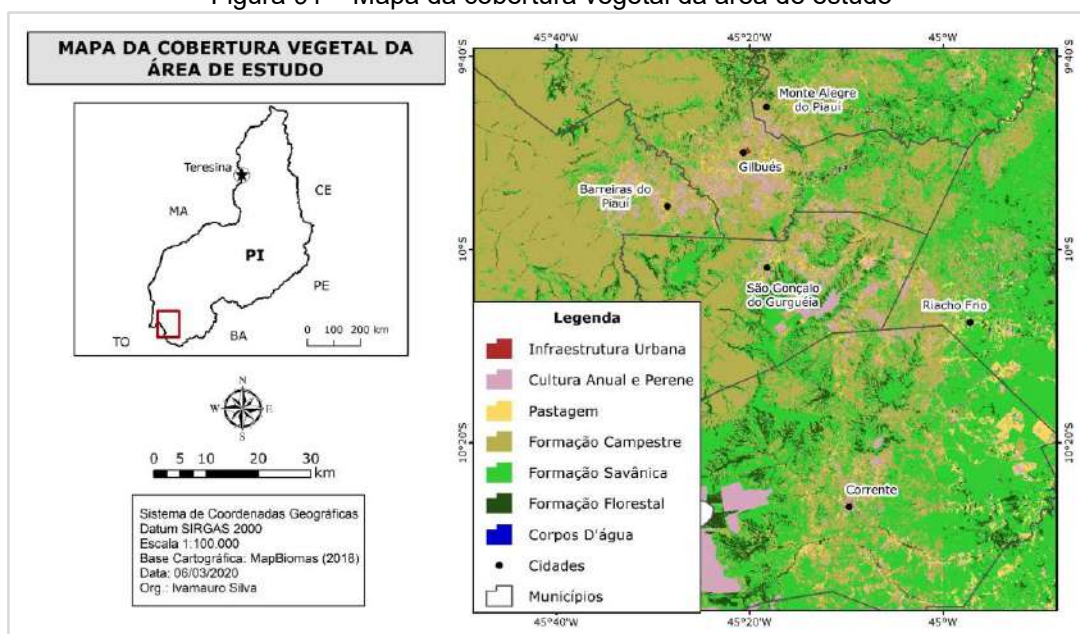 Figura 01 – Mapa da cobertura vegetal da área de estudo
MAPA DA COBERTURA VEGETAL DA
ÁREA DE ESTUDO
Teresina
MA
CE
PI
PE
TO
BA
0 100 200 km
N
W E
S
0 5 10 20 30
km
Sistema de Coordenadas Geográficas
Datum SIRGAS 2000
Escala 1:100.000
Base Cartográfica: MapBiomas (2018)
Data: 06/03/2020
Org.: Ivamauro Silva
45°40'W 45°20'W 45°W
9°40'S 9°40'S
Monte Alegre
do Piauí
Gilbués
Barreiras do
Piauí
10°S 10°S
São Gonçalo
do Gurguéia
Riacho Frio
10°20'S 10°20'S
Corrente
Legenda
Infraestrutura Urbana
Cultura Anual e Perene
Pastagem
Formação Campestre
Formação Savânica
Formação Florestal
Corpos D'água
Cidades
Municípios
45°40'W 45°20'W 45°W